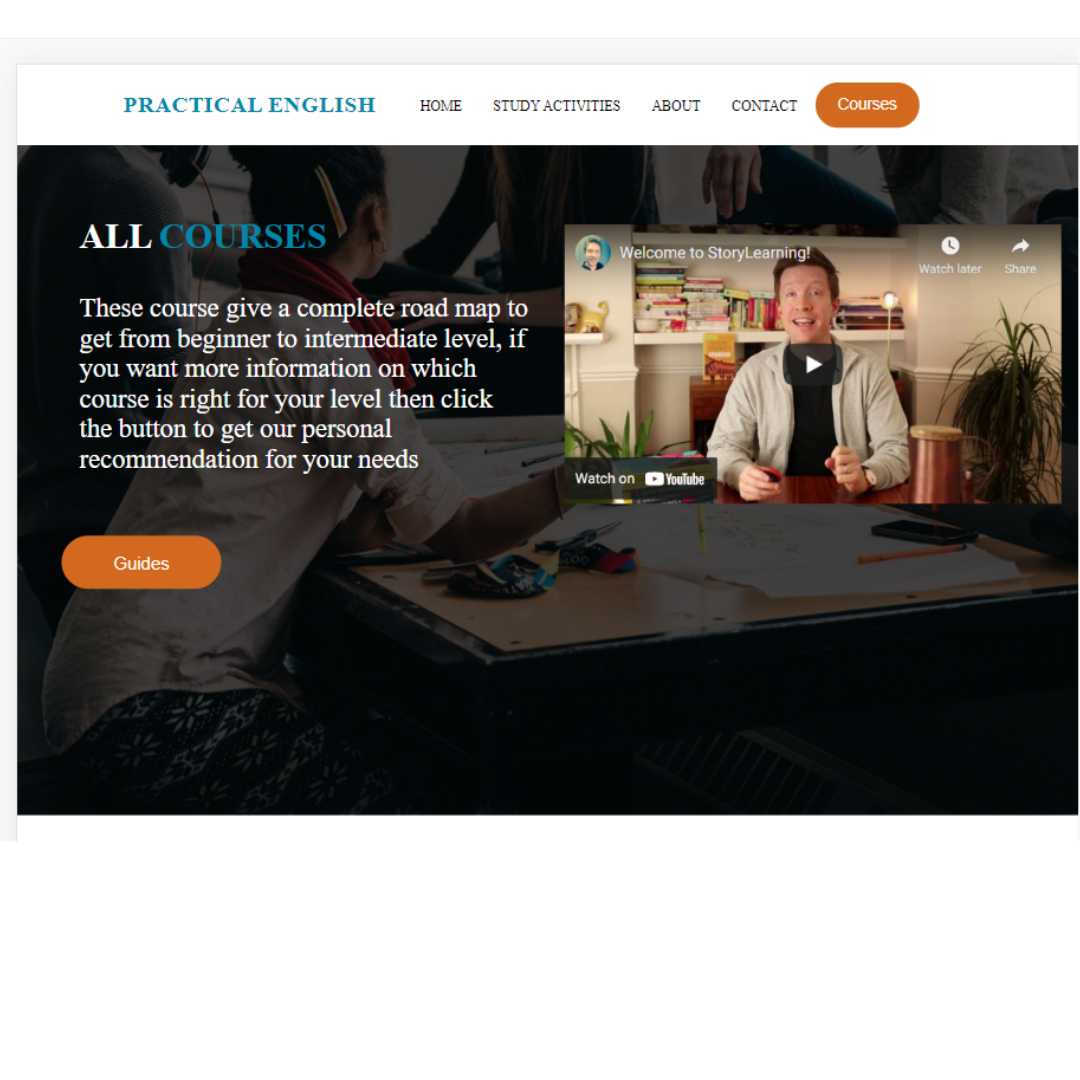 PRACTICAL ENGLISH
HOME
STUDY ACTIVITIES
ABOUT
CONTACT
Courses
ALL COURSES
These course give a complete road map to
get from beginner to intermediate level, if
you want more information on which
course is right for your level then click
the button to get our personal
recommendation for your needs
Guides
Welcome to StoryLearning!
Watch later
Share
Watch on YouTube